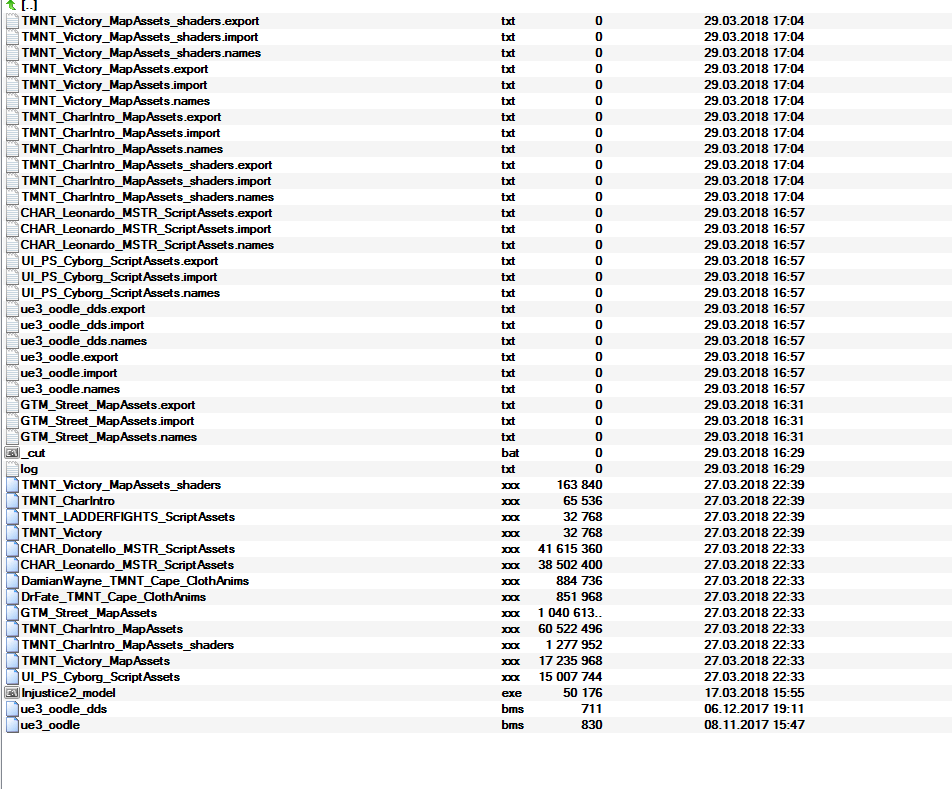 [..]
TMNT_Victory_MapAssets_shaders.export txt 0 29.03.2018 17:04
TMNT_Victory_MapAssets_shaders.import txt 0 29.03.2018 17:04
TMNT_Victory_MapAssets_shaders.names txt 0 29.03.2018 17:04
TMNT_Victory_MapAssets.export txt 0 29.03.2018 17:04
TMNT_Victory_MapAssets.import txt 0 29.03.2018 17:04
TMNT_Victory_MapAssets.names txt 0 29.03.2018 17:04
TMNT_CharIntro_MapAssets.export txt 0 29.03.2018 17:04
TMNT_CharIntro_MapAssets.import txt 0 29.03.2018 17:04
TMNT_CharIntro_MapAssets.names txt 0 29.03.2018 17:04
TMNT_CharIntro_MapAssets_shaders.export txt 0 29.03.2018 17:04
TMNT_CharIntro_MapAssets_shaders.import txt 0 29.03.2018 17:04
TMNT_CharIntro_MapAssets_shaders.names txt 0 29.03.2018 17:04
CHAR_Leonardo_MSTR_ScriptAssets.export txt 0 29.03.2018 16:57
CHAR_Leonardo_MSTR_ScriptAssets.import txt 0 29.03.2018 16:57
CHAR_Leonardo_MSTR_ScriptAssets.names txt 0 29.03.2018 16:57
UI_PS_Cyborg_ScriptAssets.export txt 0 29.03.2018 16:57
UI_PS_Cyborg_ScriptAssets.import txt 0 29.03.2018 16:57
UI_PS_Cyborg_ScriptAssets.names txt 0 29.03.2018 16:57
ue3_oodle_dds.export txt 0 29.03.2018 16:57
ue3_oodle_dds.import txt 0 29.03.2018 16:57
ue3_oodle_dds.names txt 0 29.03.2018 16:57
ue3_oodle.export txt 0 29.03.2018 16:57
ue3_oodle.import txt 0 29.03.2018 16:57
ue3_oodle.names txt 0 29.03.2018 16:57
GTM_Street_MapAssets.export txt 0 29.03.2018 16:31
GTM_Street_MapAssets.import txt 0 29.03.2018 16:31
GTM_Street_MapAssets.names txt 0 29.03.2018 16:31
_cut bat 0 29.03.2018 16:29
log txt 0 29.03.2018 16:29
TMNT_Victory_MapAssets_shaders xxx 163 840 27.03.2018 22:39
TMNT_CharIntro xxx 65 536 27.03.2018 22:39
TMNT_LADDERFIGHTS_ScriptAssets xxx 32 768 27.03.2018 22:39
TMNT_Victory xxx 32 768 27.03.2018 22:39
CHAR_Donatello_MSTR_ScriptAssets xxx 41 615 360 27.03.2018 22:33
CHAR_Leonardo_MSTR_ScriptAssets xxx 38 502 400 27.03.2018 22:33
DamianWayne_TMNT_Cape_ClothAnims xxx 884 736 27.03.2018 22:33
DrFate_TMNT_Cape_ClothAnims xxx 851 968 27.03.2018 22:33
GTM_Street_MapAssets xxx 1 040 613.. 27.03.2018 22:33
TMNT_CharIntro_MapAssets xxx 60 522 496 27.03.2018 22:33
TMNT_CharIntro_MapAssets_shaders xxx 1 277 952 27.03.2018 22:33
TMNT_Victory_MapAssets xxx 17 235 968 27.03.2018 22:33
UI_PS_Cyborg_ScriptAssets xxx 15 007 744 27.03.2018 22:33
Injustice2_model exe 50 176 17.03.2018 15:55
ue3_oodle_dds bms 711 06.12.2017 19:11
ue3_oodle bms 830 08.11.2017 15:47